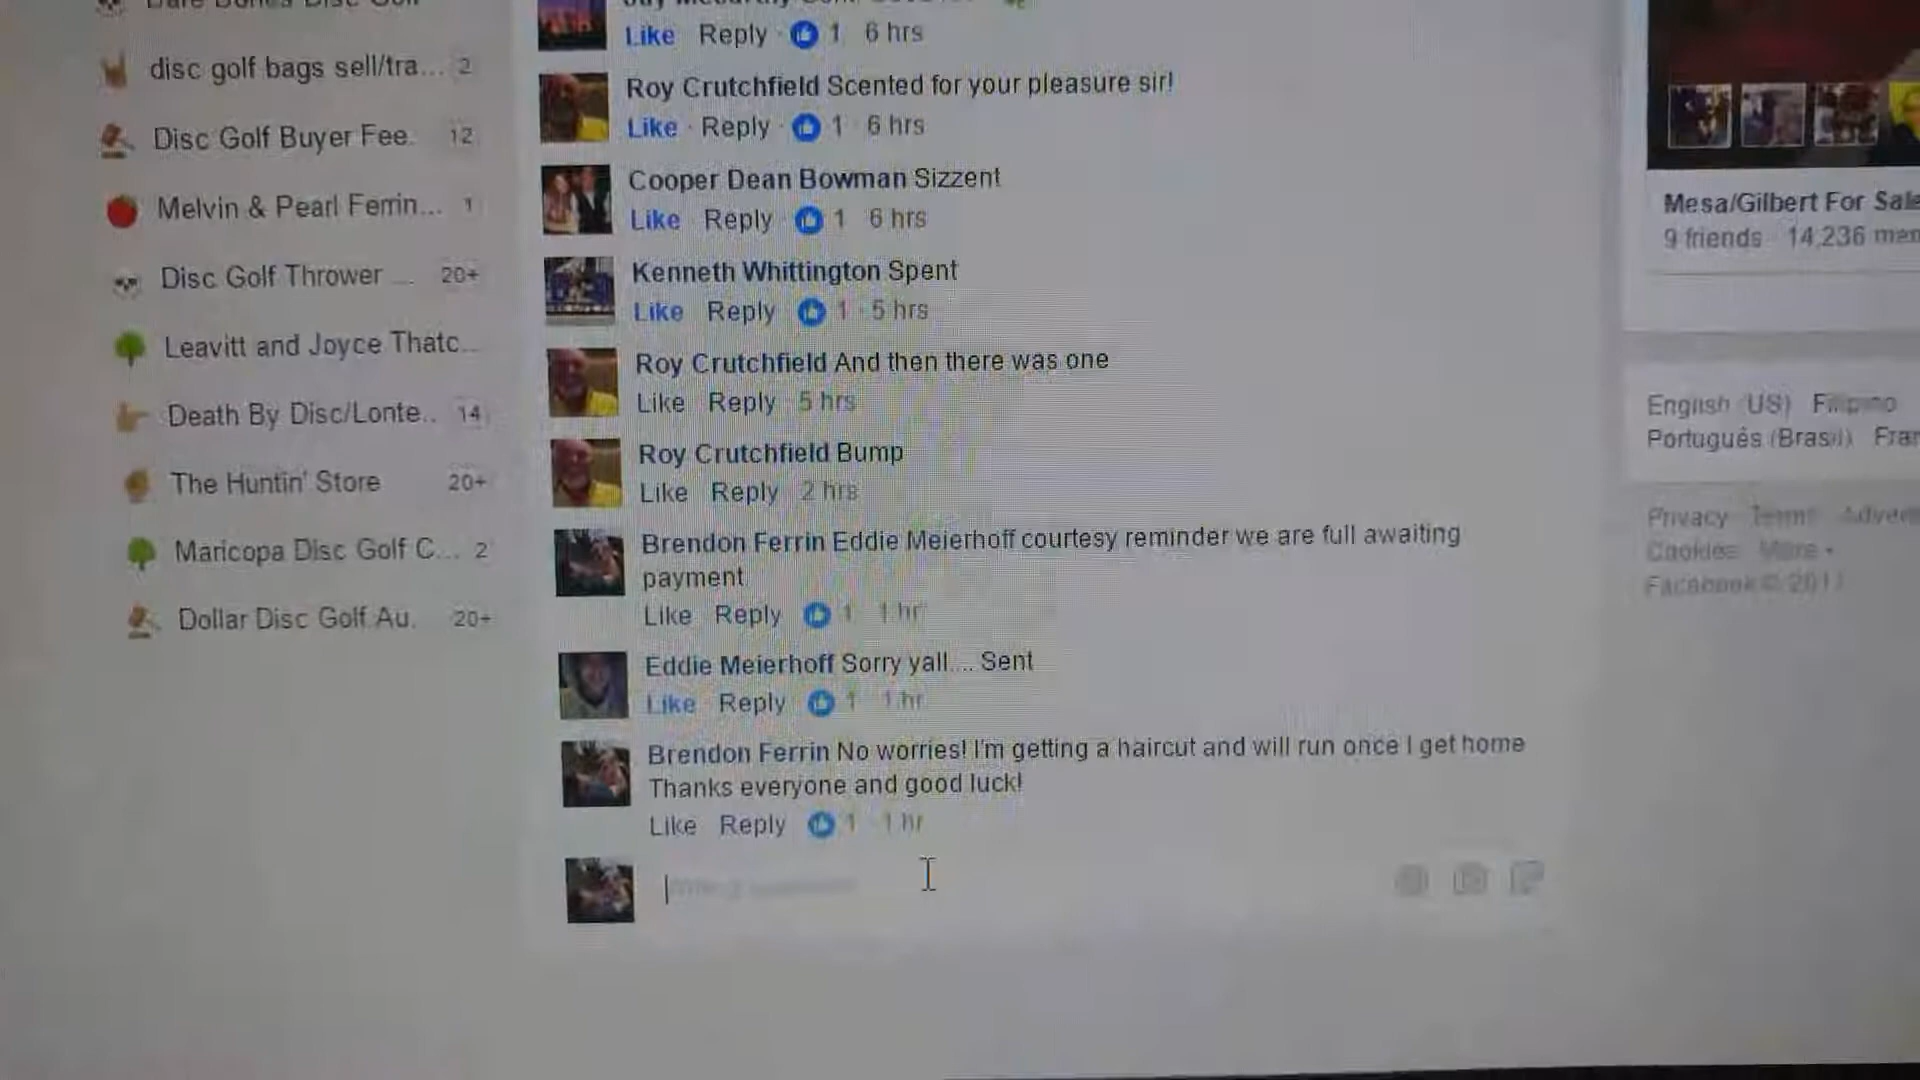 disc golf bags sell/tra... 2
Disc Golf Buyer Fee. 12
Melvin & Pearl Ferrin... 1
Disc Golf Thrower ... 20+
Leavitt and Joyce Thatc...
Death By Disc/Lonte.. 14
The Huntin' Store 20+
Maricopa Disc Golf C... 2
Dollar Disc Golf Au. 20+
Like Reply 1 6 hrs
Roy Crutchfield Scented for your pleasure sir!
Like · Reply · 1 · 6 hrs
Cooper Dean Bowman Sizzent
Like Reply 1 6 hrs
Kenneth Whittington Spent
Like Reply 1 · 5 hrs
Roy Crutchfield And then there was one
Like Reply 5 hrs
Roy Crutchfield Bump
Like Reply 2 hrs
Brendon Ferrin Eddie Meierhoff courtesy reminder we are full awaiting
payment
Like Reply 1 1 hr
Eddie Meierhoff Sorry yall.... Sent
Like Reply 1 1 hr
Brendon Ferrin No worries! I'm getting a haircut and will run once I get home
Thanks everyone and good luck!
Like Reply 1 1 hr
Mesa/Gilbert For Sale
9 friends · 14,236 mem
English (US) Filipino
Português (Brasil) Fran
Privacy Terms Adver
Cookies More
Facebook © 2017